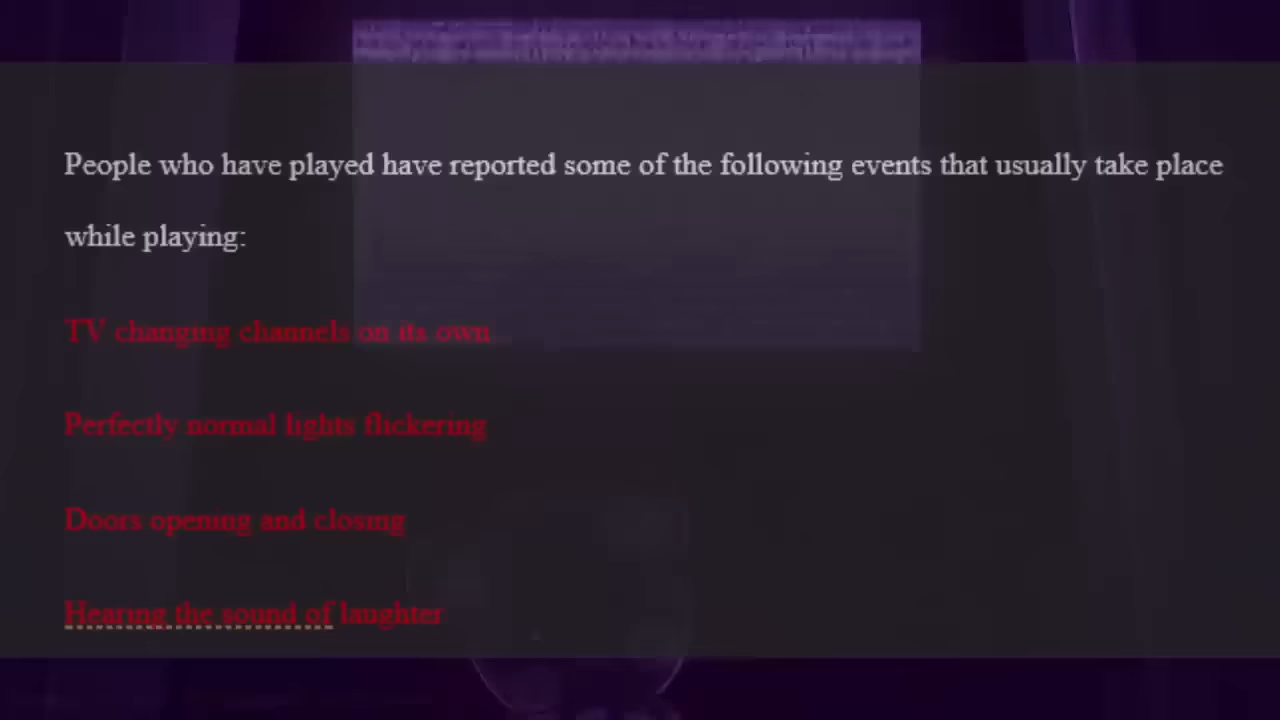 People who have played have reported some of the following events that usually take place
while playing:
TV changing channels on its own
Perfectly normal lights flickering
Doors opening and closing
Hearing the sound of laughter